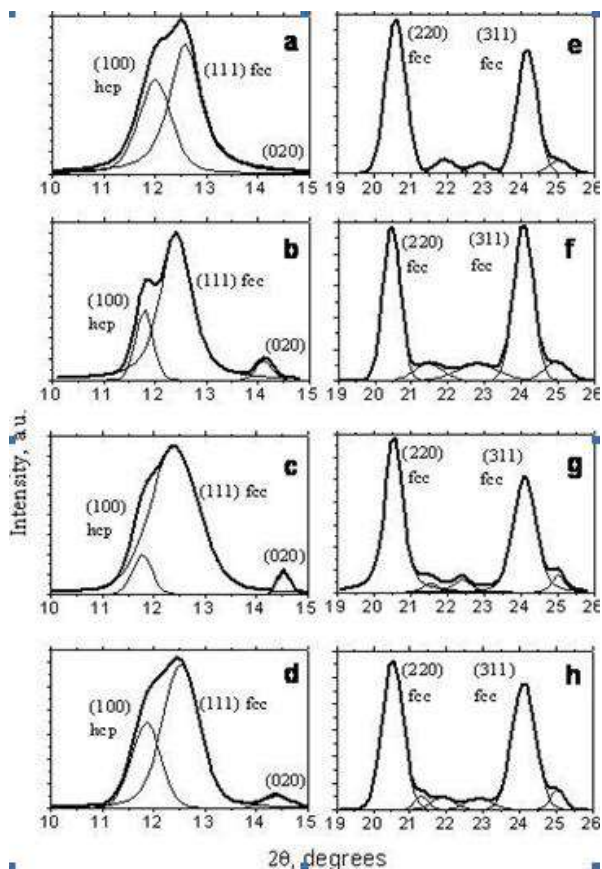 a
(100)
hcp
(111) fcc
(020)
10 11 12 13 14 15
e
(220)
fcc
(311)
fcc
19 20 21 22 23 24 25 26
b
(100)
hcp
(111) fcc
(020)
10 11 12 13 14 15
f
(220)
fcc
(311)
fcc
19 20 21 22 23 24 25 26
Intensity, au.
c
(100)
hcp
(111) fcc
(020)
10 11 12 13 14 15
g
(220)
fcc
(311)
fcc
19 20 21 22 23 24 25 26
d
(100)
hcp
(111) fcc
(020)
10 11 12 13 14 15
h
(220)
fcc
(311)
fcc
19 20 21 22 23 24 25 26
2θ, degrees